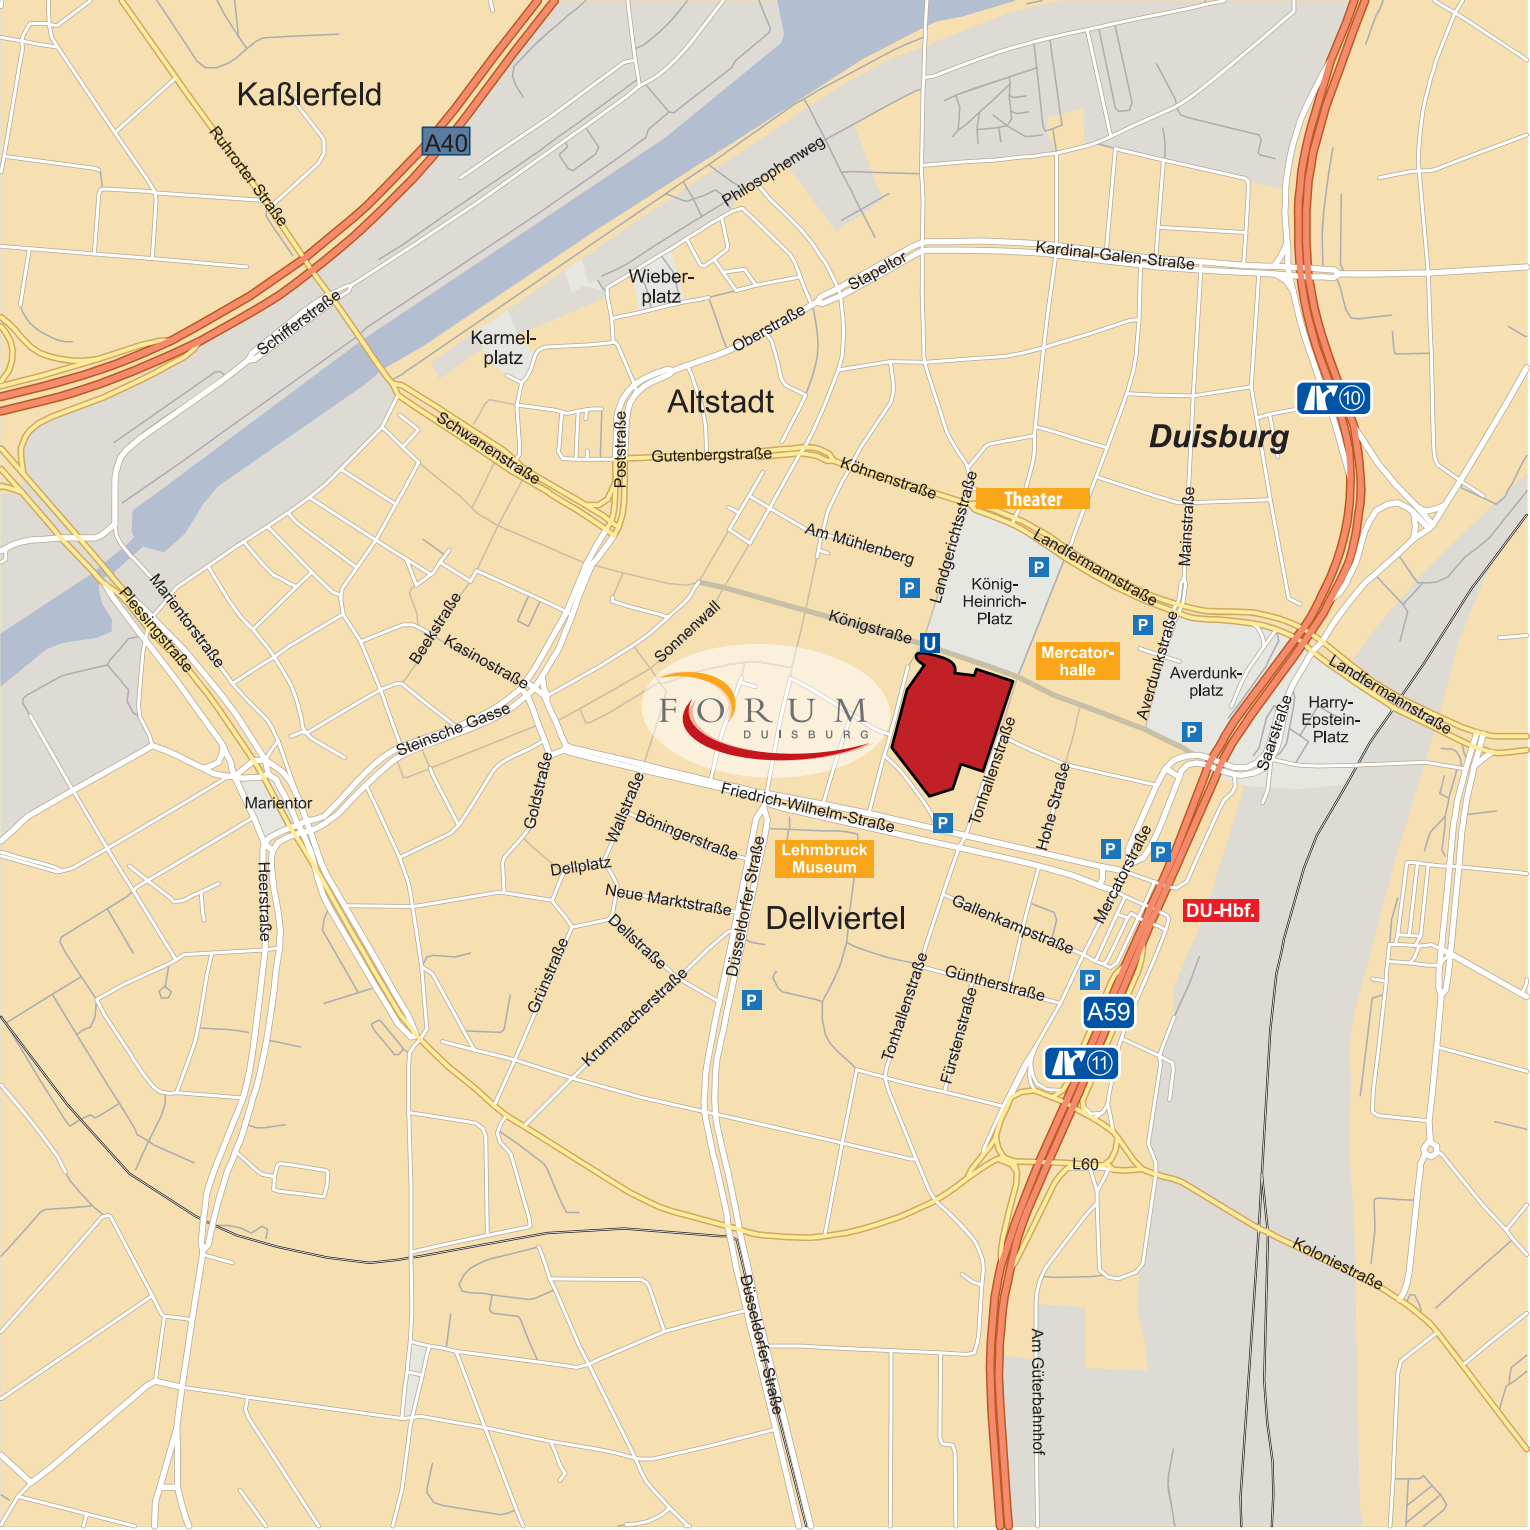 Kaßlerfeld
A40
Ruhrorter Straße
Philosophenweg
Kardinal-Galen-Straße
Stapeltor
Wieber-
platz
Schifferstraße
Oberstraße
Karmel-
platz
Altstadt
10
Duisburg
Schwanenstraße
Poststraße
Gutenbergstraße
Köhnenstraße
Landgerichtsstraße
Theater
Mainstraße
Am Mühlenberg
Landfermannstraße
P
P
König-
Heinrich-
Platz
Marientorstraße
Plessingstraße
Beekstraße
Kasinostraße
Sonnenwall
Königstraße
U
P
Mercator-
halle
Averdunkstraße
Averdunk-
platz
Landfermannstraße
Harry-
Epstein-
Platz
Saarstraße
P
FORUM
DUISBURG
Steinsche Gasse
Tonhallenstraße
Goldstraße
Marientor
Wallstraße
Friedrich-Wilhelm-Straße
Böningerstraße
P
Hohe Straße
P
P
Mercatorstraße
Lehmbruck
Museum
Düsseldorfer Straße
Dellplatz
Heerstraße
Neue Marktstraße
Dellviertel
Gallenkampstraße
DU-Hbf.
Dellstraße
Grünstraße
Krummacherstraße
P
Tonhallenstraße
Güntherstraße
Fürstenstraße
P
A59
11
L60
Koloniestraße
Düsseldorfer Straße
Am Güterbahnhof